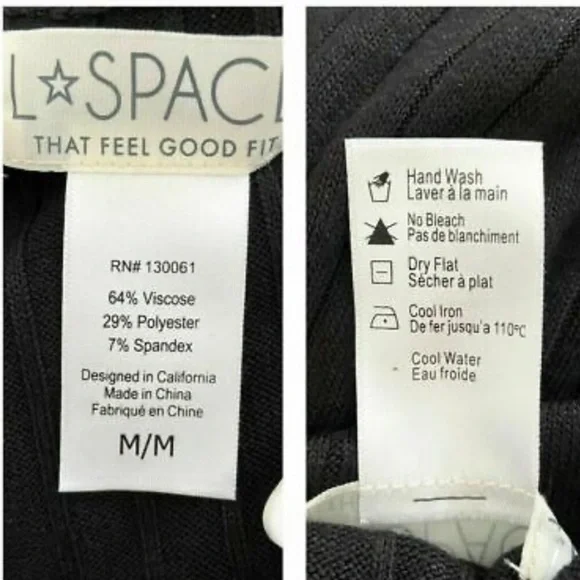 L☆SPAC
THAT FEEL GOOD FIT
RN# 130061
64% Viscose
29% Polyester
7% Spandex
Designed in California
Made in China
Fabriqué en Chine
M/M
Hand Wash
Laver à la main
No Bleach
Pas de blanchiment
Dry Flat
Sécher à plat
Cool Iron
De fer jusqu'a 110ºC
Cool Water
Eau froide